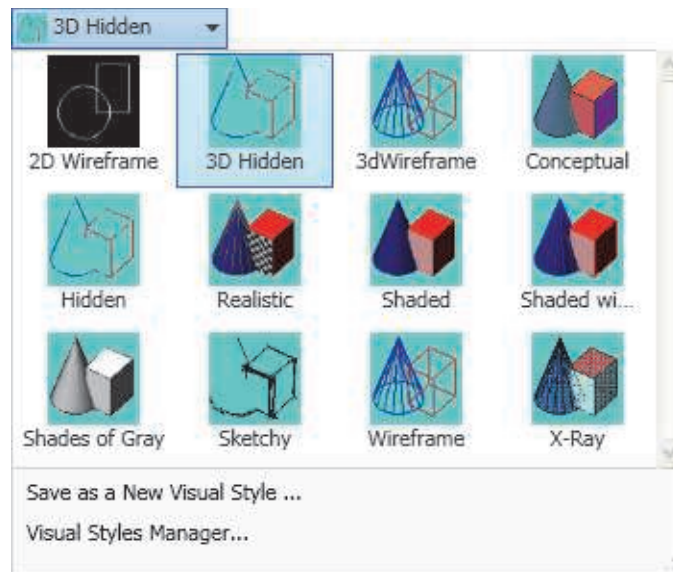 3D Hidden
2D Wireframe 3D Hidden 3dWireframe Conceptual
Hidden Realistic Shaded Shaded wi...
Shades of Gray Sketchy Wireframe X-Ray
Save as a New Visual Style ...
Visual Styles Manager...